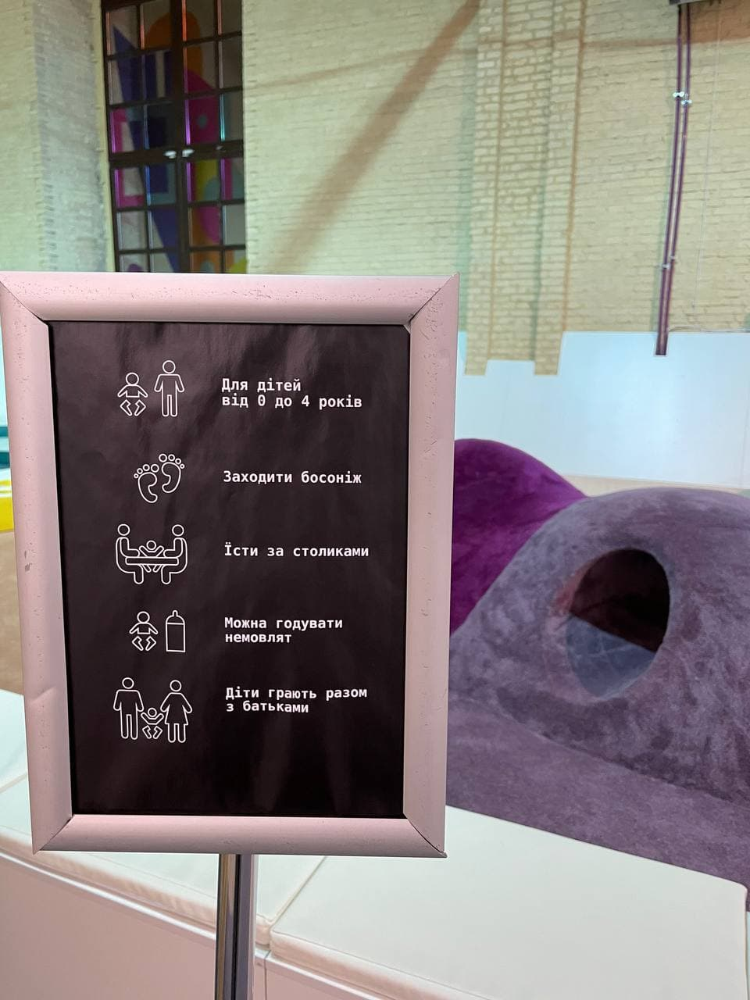 Для дітей
від 0 до 4 років
Заходити босоніж
Їсти за столиками
Можна годувати
немовлят
Діти грають разом
з батьками